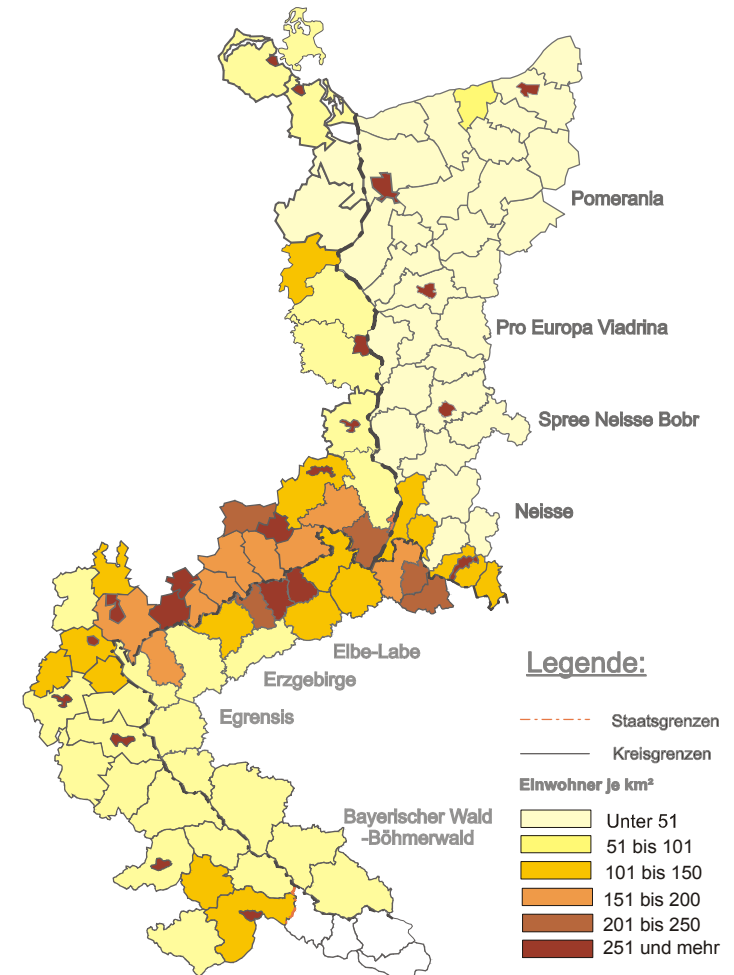 Pomerania
Pro Europa Viadrina
Spree Neisse Bobr
Neisse
Elbe-Labe
Erzgebirge
Egrensis
Bayerischer Wald
-Böhmerwald
Legende:
Staatsgrenzen
Kreisgrenzen
Einwohner je km²
Unter 51
51 bis 101
101 bis 150
151 bis 200
201 bis 250
251 und mehr